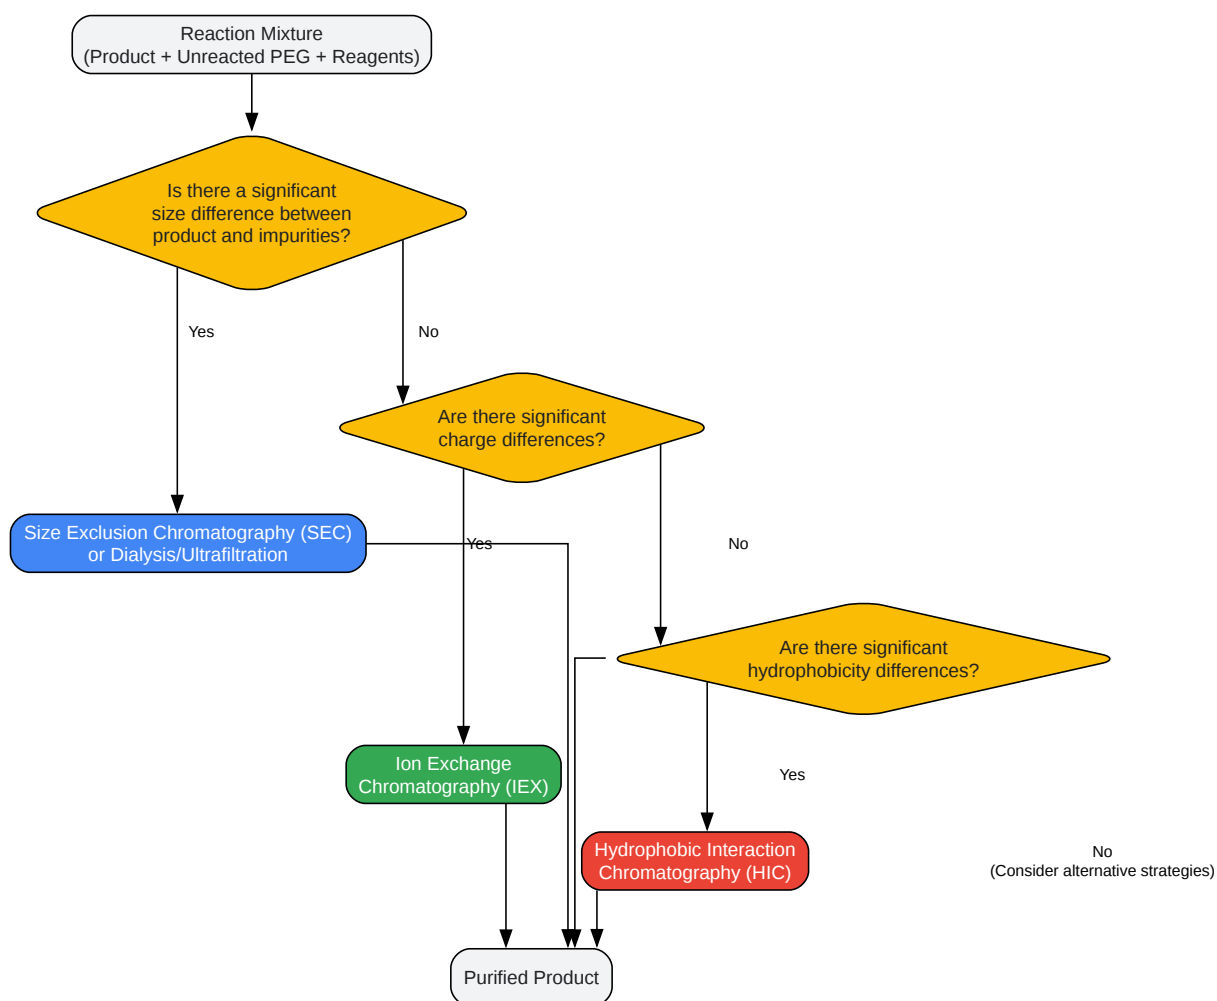 Reaction Mixture
(Product + Unreacted PEG + Reagents)
Is there a significant
size difference between
product and impurities?
Yes
No
Are there significant
charge differences?
Size Exclusion Chromatography (SEC)
or Dialysis/Ultrafiltration
Yes
No
Are there significant
hydrophobicity differences?
Ion Exchange
Chromatography (IEX)
Yes
Hydrophobic Interaction
Chromatography (HIC)
No
(Consider alternative strategies)
Purified Product